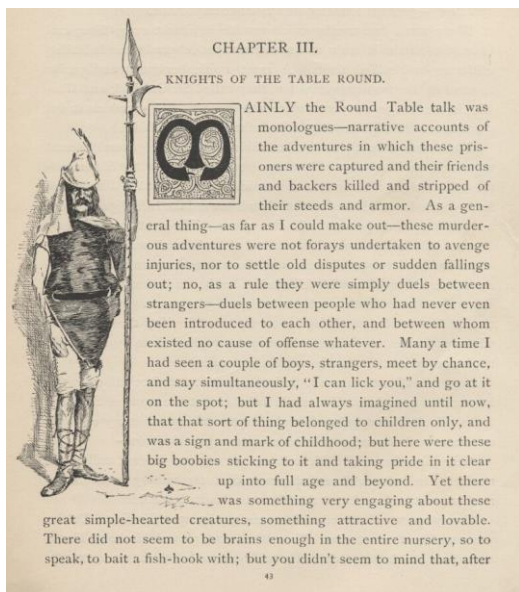 CHAPTER III.
KNIGHTS OF THE TABLE ROUND.
MAINLY the Round Table talk was
monologues—narrative accounts of
the adventures in which these pris-
oners were captured and their friends
and backers killed and stripped of
their steeds and armor. As a gen-
eral thing—as far as I could make out—these murder-
ous adventures were not forays undertaken to avenge
injuries, nor to settle old disputes or sudden fallings
out; no, as a rule they were simply duels between
strangers—duels between people who had never even
been introduced to each other, and between whom
existed no cause of offense whatever. Many a time I
had seen a couple of boys, strangers, meet by chance,
and say simultaneously, "I can lick you," and go at it
on the spot; but I had always imagined until now,
that that sort of thing belonged to children only, and
was a sign and mark of childhood; but here were these
big boobies sticking to it and taking pride in it clear
up into full age and beyond. Yet there
was something very engaging about these
great simple-hearted creatures, something attractive and lovable.
There did not seem to be brains enough in the entire nursery, so to
speak, to bait a fish-hook with; but you didn't seem to mind that, after
43